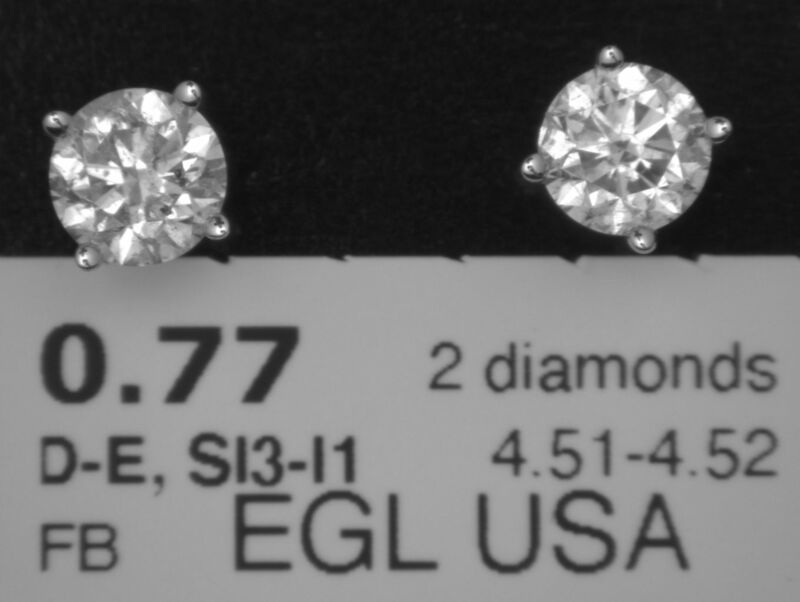 0.77 2 diamonds
D-E, SI3-I1 4.51-4.52
FB EGL USA